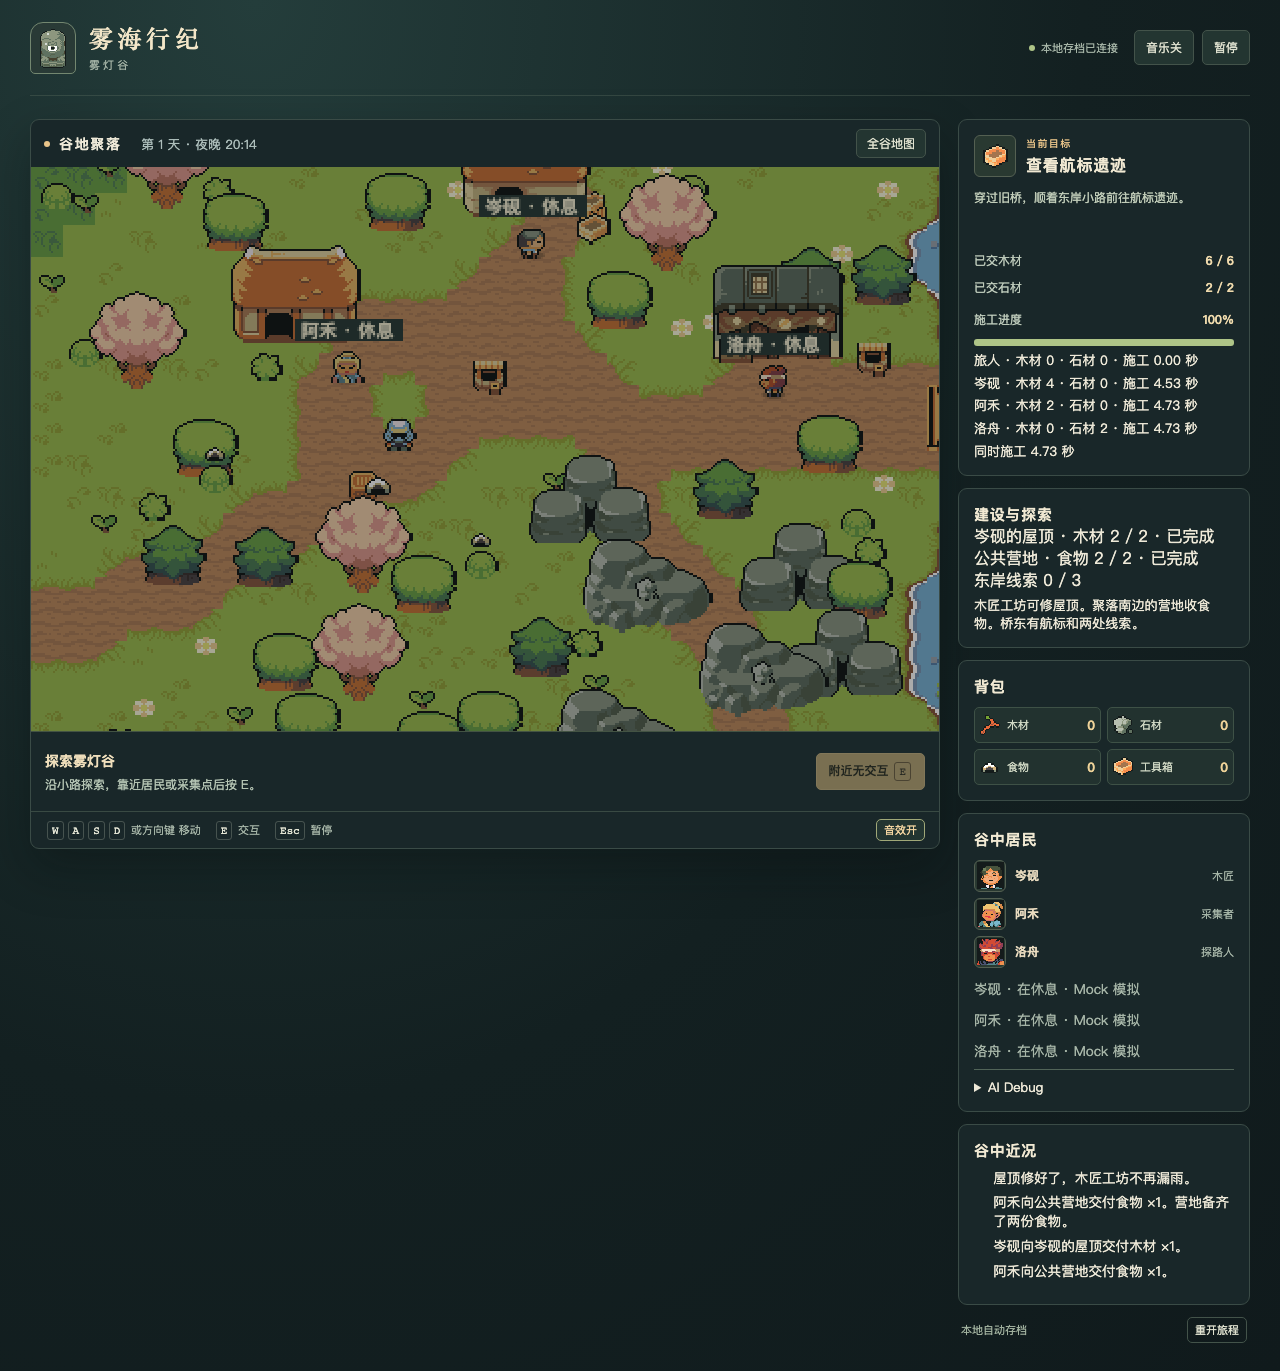 雾海行纪
雾灯谷
本地存档已连接
音乐关
暂停
谷地聚落
第 1 天 · 夜晚 20:14
全谷地图
岑砚 · 休息
阿禾 · 休息
洛舟 · 休息
探索雾灯谷
沿小路探索，靠近居民或采集点后按 E。
附近无交互 E
W A S D 或方向键 移动 E 交互 Esc 暂停
音效开
当前目标
查看航标遗迹
穿过旧桥，顺着东岸小路前往航标遗迹。
已交木材 6 / 6
已交石材 2 / 2
施工进度 100%
旅人 · 木材 0 · 石材 0 · 施工 0.00 秒
岑砚 · 木材 4 · 石材 0 · 施工 4.53 秒
阿禾 · 木材 2 · 石材 0 · 施工 4.73 秒
洛舟 · 木材 0 · 石材 2 · 施工 4.73 秒
同时施工 4.73 秒
建设与探索
岑砚的屋顶 · 木材 2 / 2 · 已完成
公共营地 · 食物 2 / 2 · 已完成
东岸线索 0 / 3
木匠工坊可修屋顶。聚落南边的营地收食
物。桥东有航标和两处线索。
背包
木材 0
石材 0
食物 0
工具箱 0
谷中居民
岑砚 木匠
阿禾 采集者
洛舟 探路人
岑砚 · 在休息 · Mock 模拟
阿禾 · 在休息 · Mock 模拟
洛舟 · 在休息 · Mock 模拟
AI Debug
谷中近况
屋顶修好了，木匠工坊不再漏雨。
阿禾向公共营地交付食物 ×1。营地备齐
了两份食物。
岑砚向岑砚的屋顶交付木材 ×1。
阿禾向公共营地交付食物 ×1。
本地自动存档
重开旅程